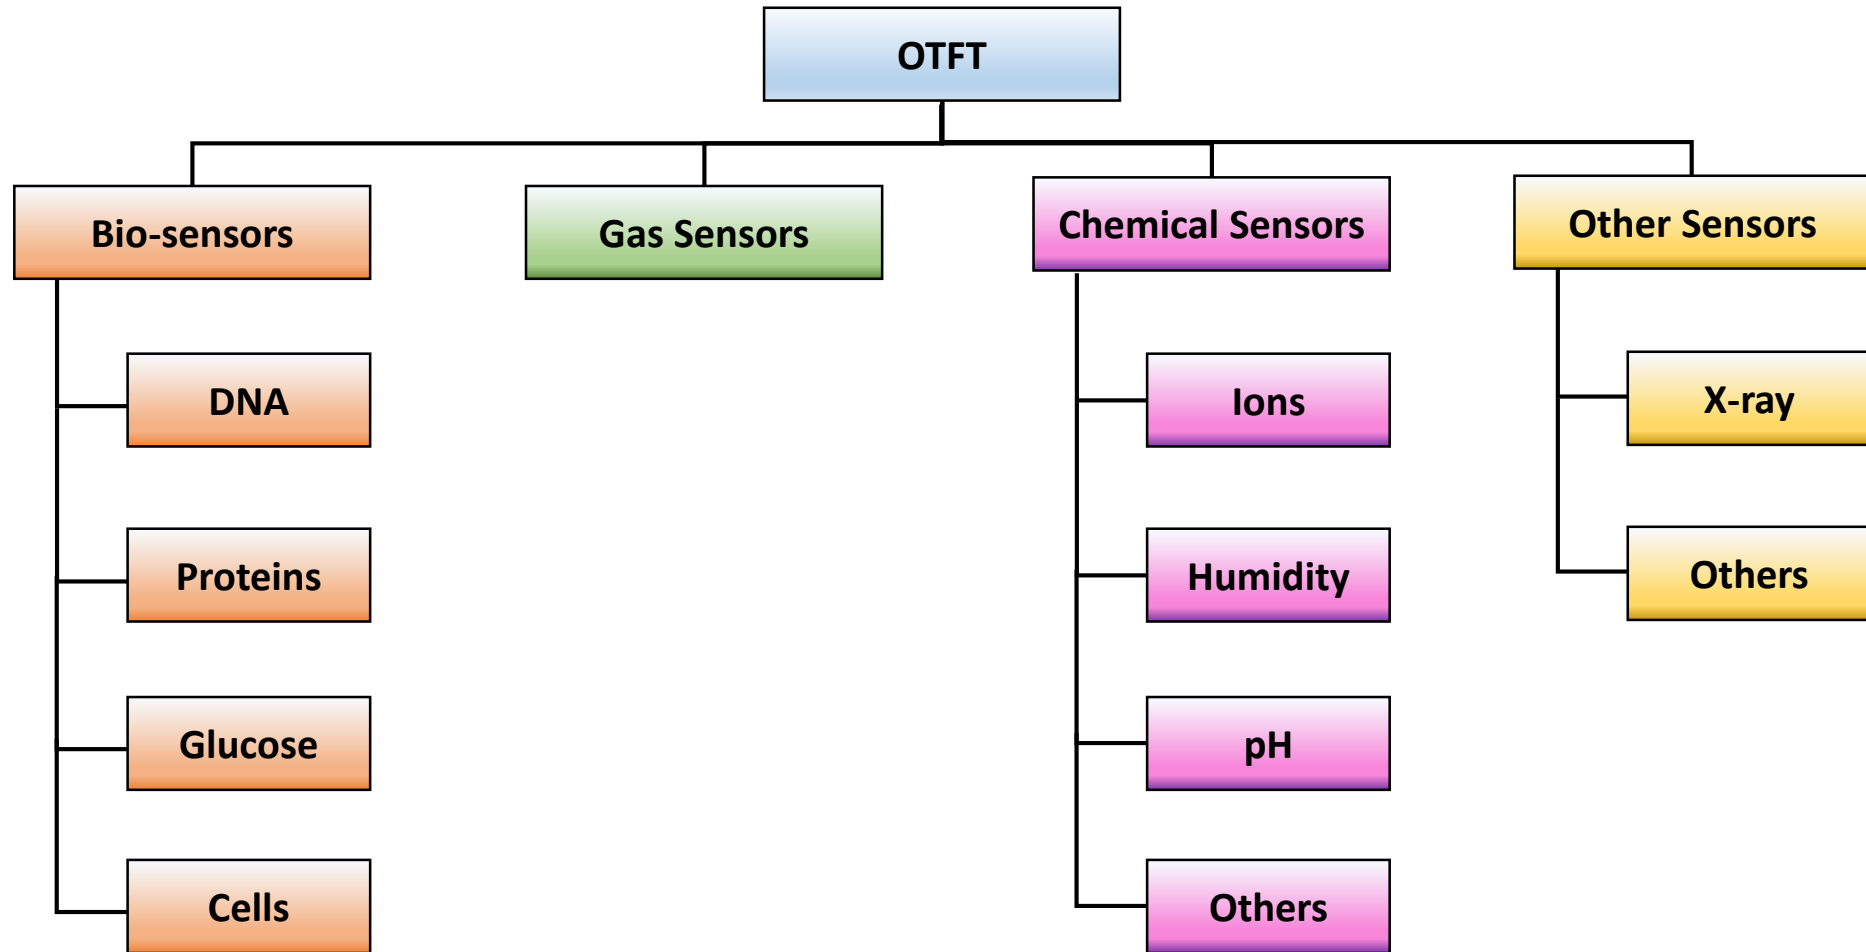 OTFT
Bio-sensors
Gas Sensors
Chemical Sensors
Other Sensors
DNA
Ions
X-ray
Proteins
Humidity
Others
Glucose
pH
Cells
Others